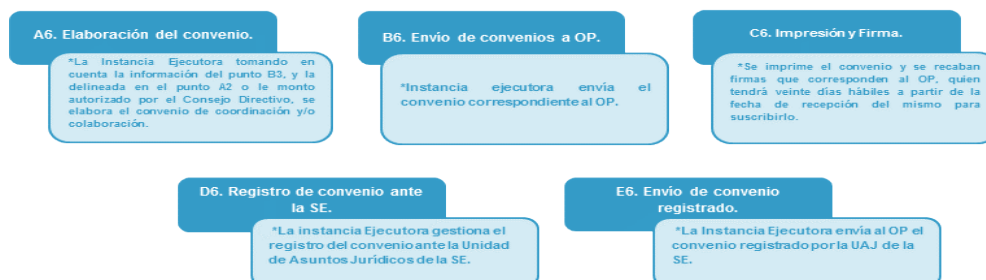 A6. Elaboración del convenio.
*La Instancia Ejecutora tomando en
cuenta la información del punto B3, y la
delineada en el punto A2 o le monto
autorizado por el Consejo Directivo, se
elabora el convenio de coordinación y/o
colaboración.
B6. Envío de convenios a OP.
*Instancia ejecutora envía el
convenio correspondiente al OP.
C6. Impresión y Firma.
*Se imprime el convenio y se recaban
firmas que corresponden al OP, quien
tendrá veinte días hábiles a partir de la
fecha de recepción del mismo para
suscribirlo.
D6. Registro de convenio ante
la SE.
*La instancia Ejecutora gestiona el
registro del convenio ante la Unidad
de Asuntos Jurídicos de la SE.
E6. Envío de convenio
registrado.
*La Instancia Ejecutora envía al OP el
convenio registrado por la UAJ de la
SE.